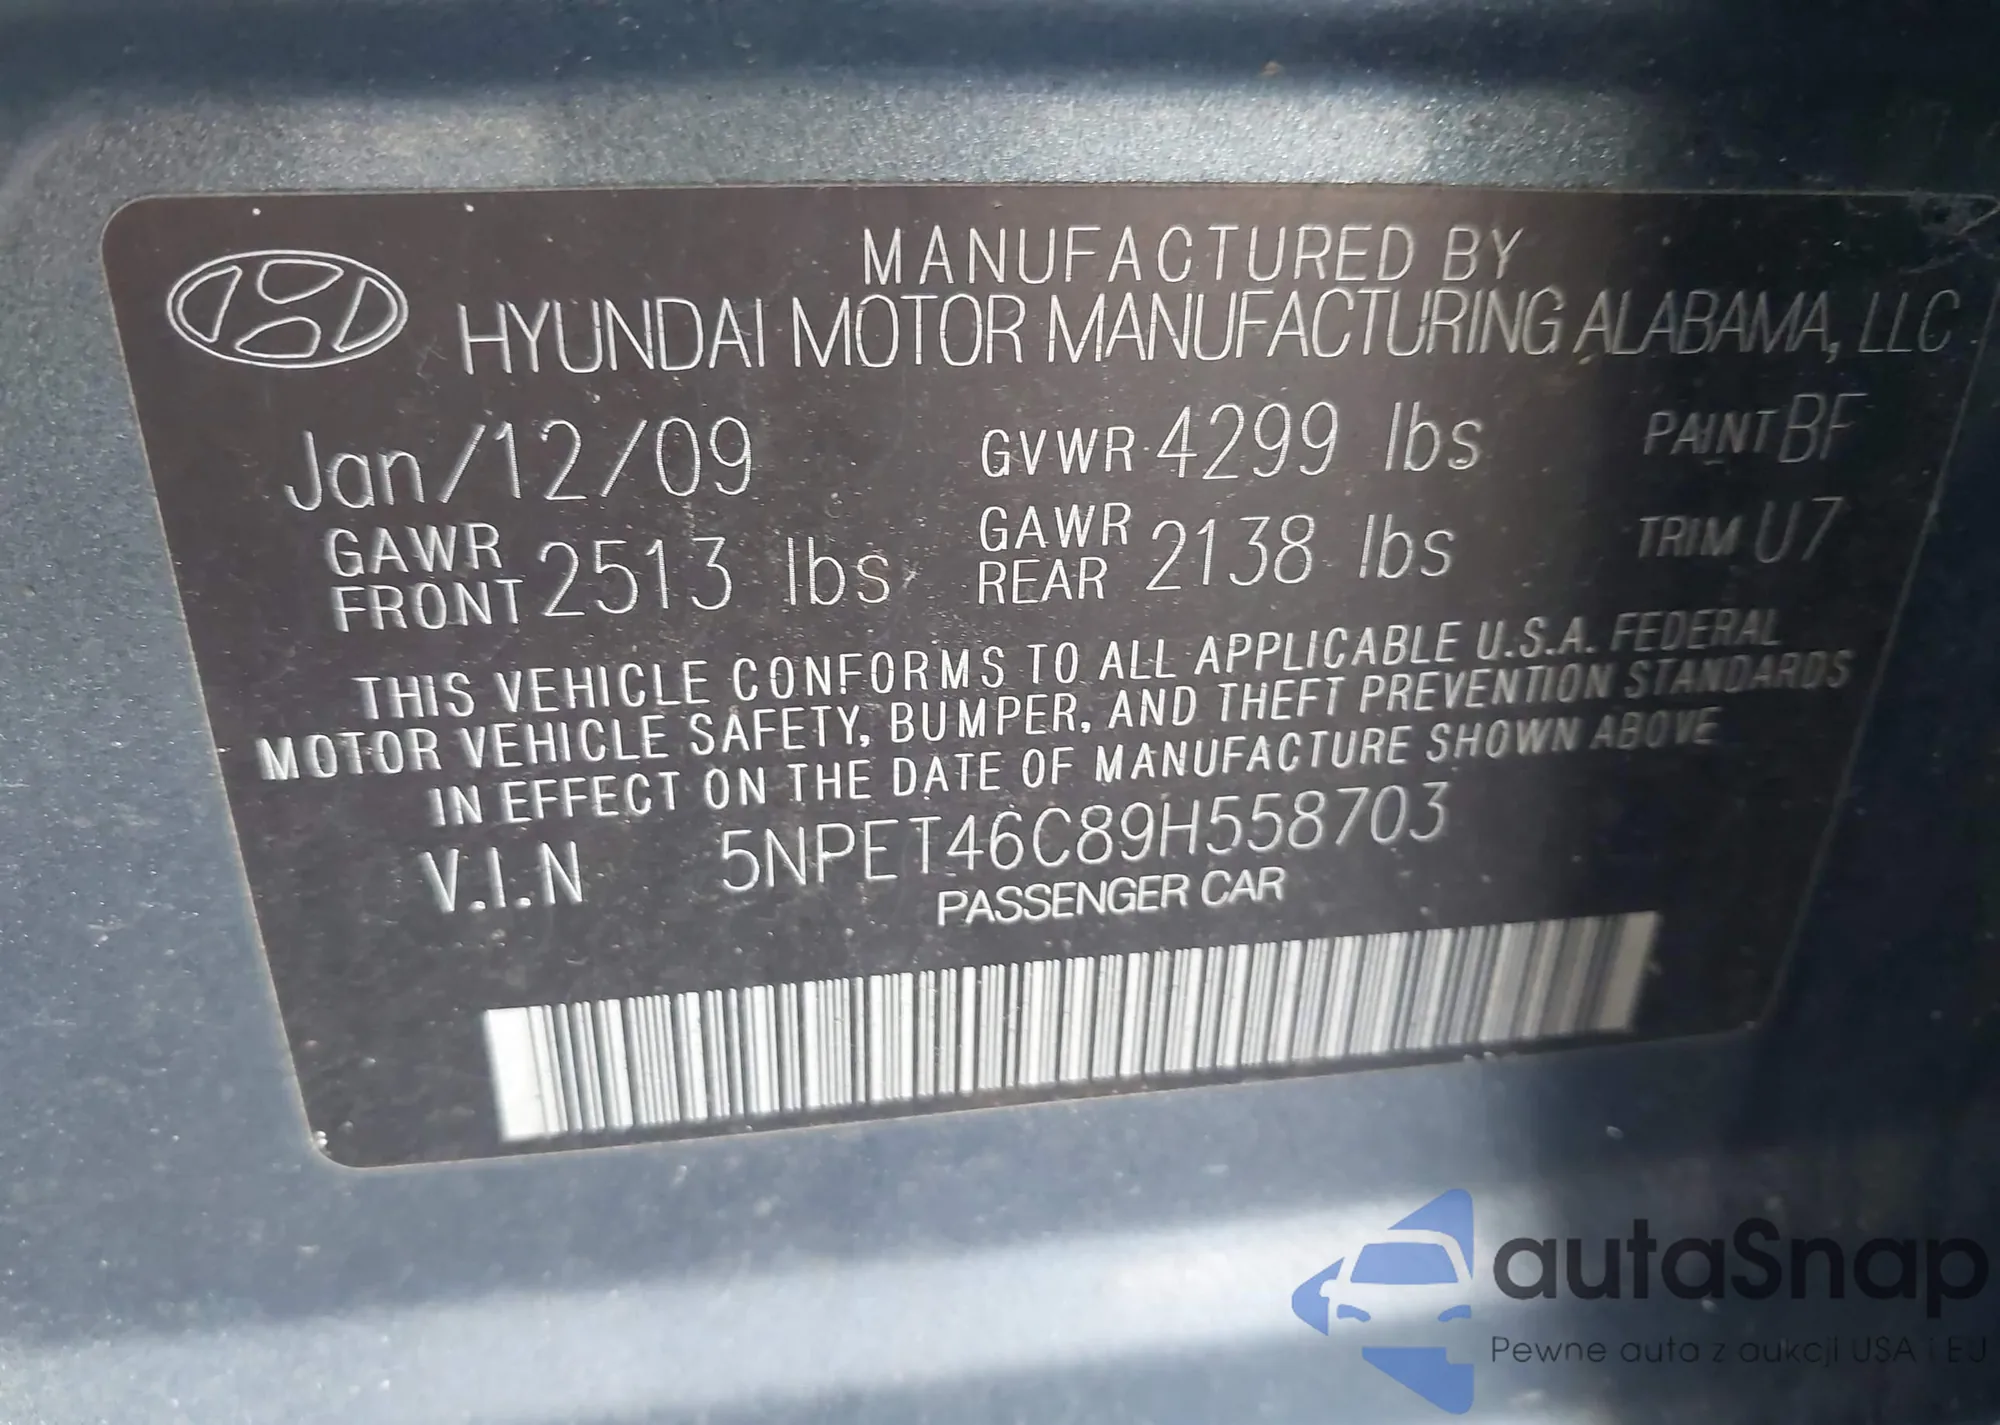 MANUFACTURED BY
HYUNDAI MOTOR MANUFACTURING ALABAMA, LLC
Jan/12/09 GVWR 4299 lbs PAINT BF
GAWR FRONT 2513 lbs GAWR REAR 2138 lbs TRIM U7
THIS VEHICLE CONFORMS TO ALL APPLICABLE U.S.A. FEDERAL
MOTOR VEHICLE SAFETY, BUMPER, AND THEFT PREVENTION STANDARDS
IN EFFECT ON THE DATE OF MANUFACTURE SHOWN ABOVE
V.I.N 5NPET46C89H558703
PASSENGER CAR
autaSnap
Pewne auta z aukcji USA i EU